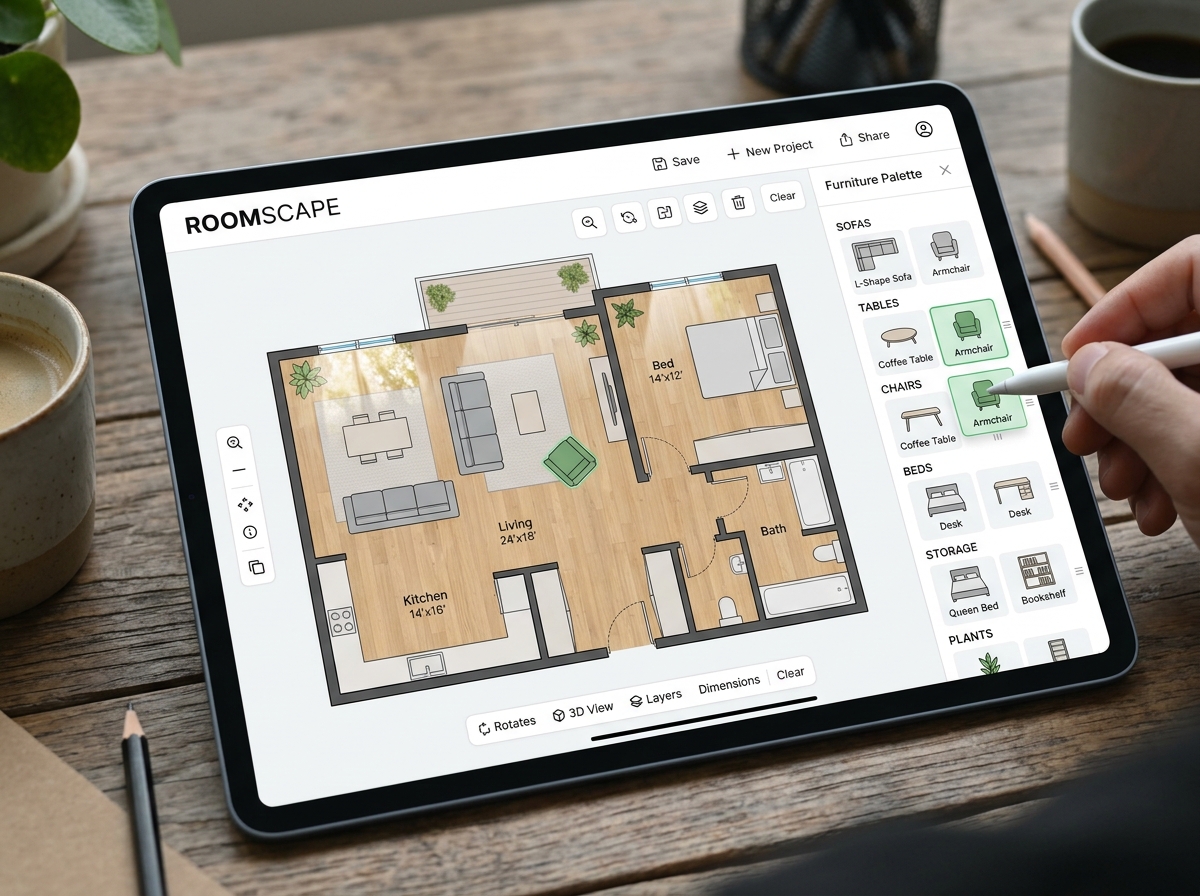 ROOMSCAPE
Save
New Project
Share
Clear
Furniture Palette
SOFAS
L-Shape Sofa
Armchair
TABLES
Coffee Table
Armchair
CHAIRS
Coffee Table
Armchair
BEDS
Desk
Desk
STORAGE
Queen Bed
Bookshelf
PLANTS
Bed
14'x12'
Living
24'x18'
Bath
Kitchen
14'x16'
Rotates
3D View
Layers
Dimensions
Clear